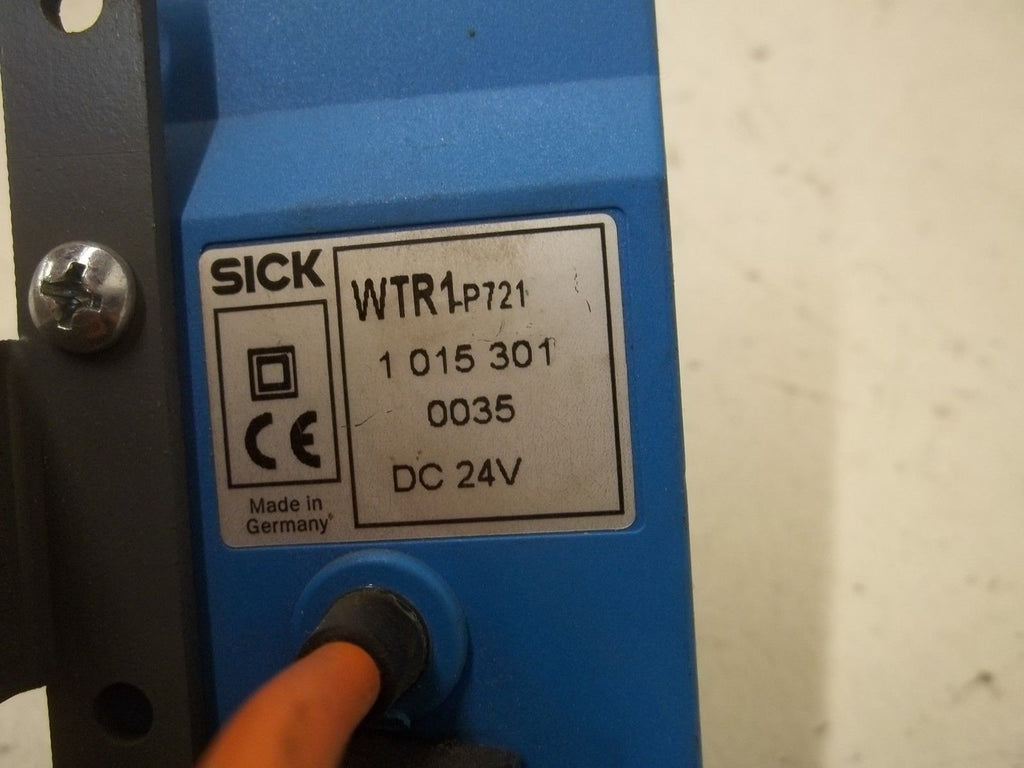 SICK
WTR1-P721
1 015 301
0035
DC 24V
CE
Made in
Germany